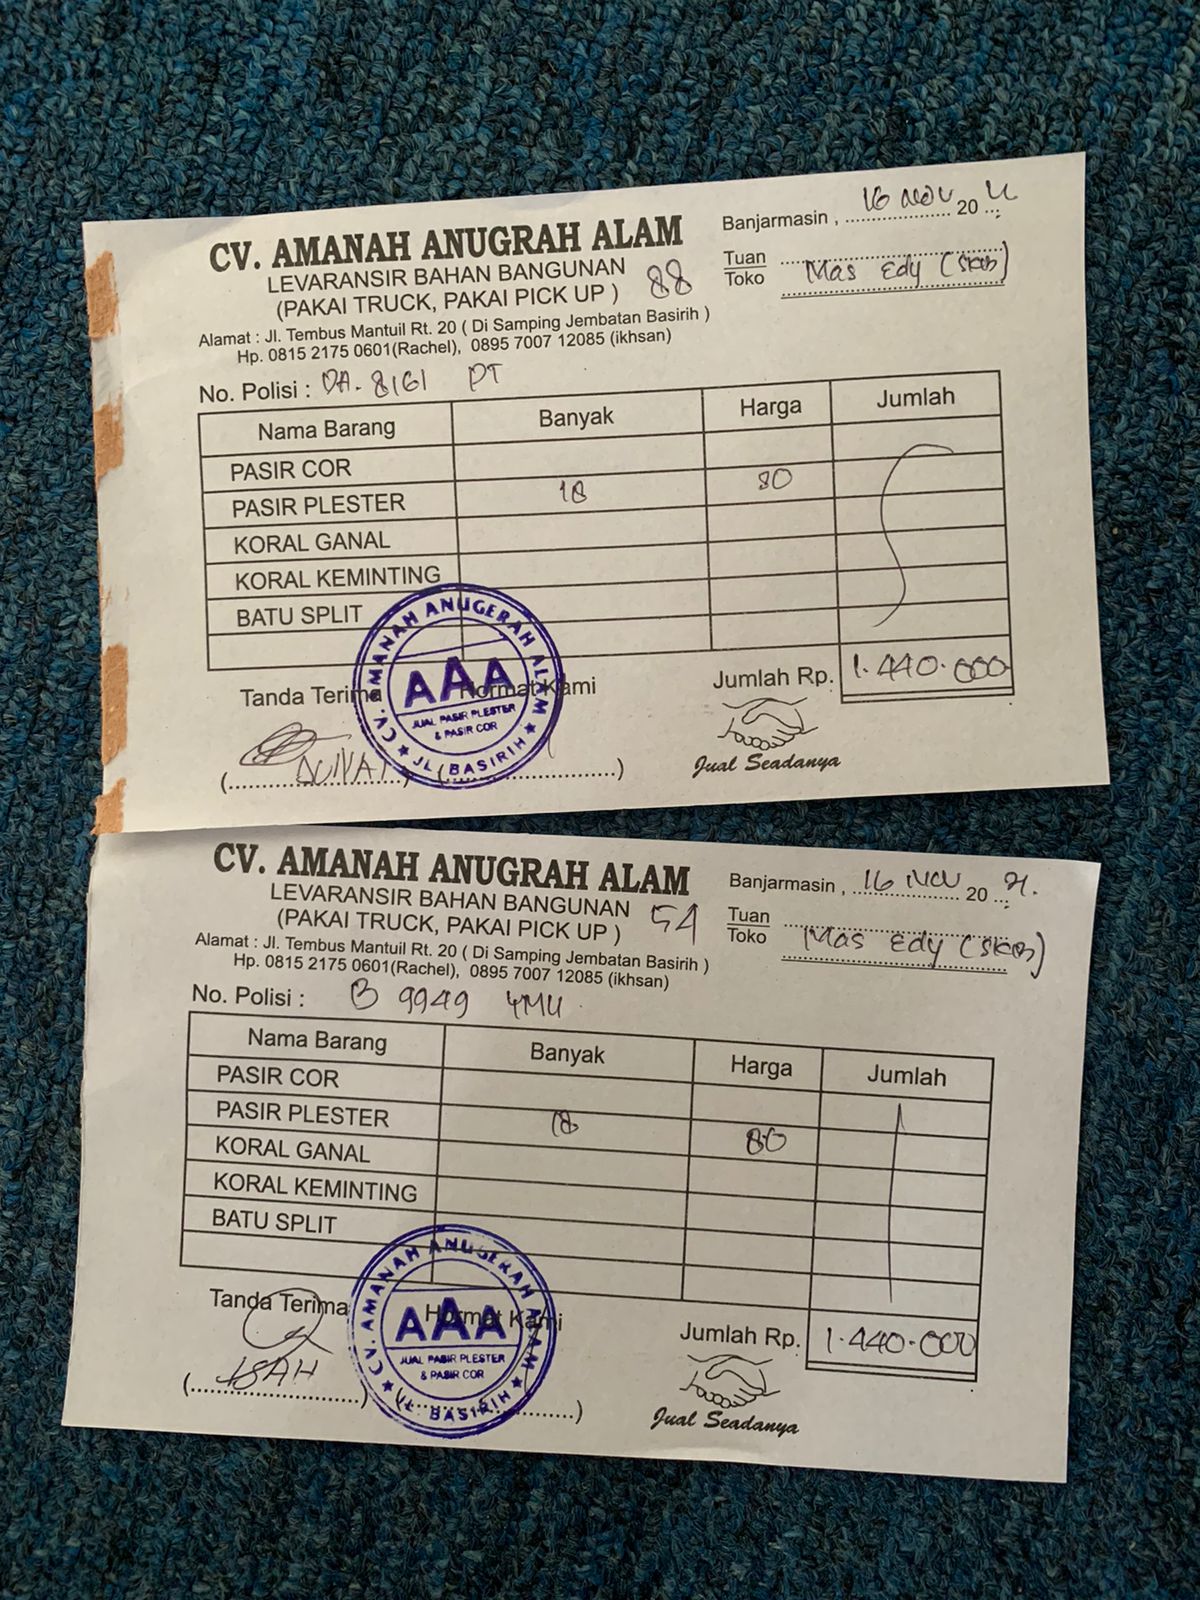 CV. AMANAH ANUGRAH ALAM
LEVARANSIR BAHAN BANGUNAN
(PAKAI TRUCK, PAKAI PICK UP ) 88
Alamat : Jl. Tembus Mantuil Rt. 20 ( Di Samping Jembatan Basirih )
Hp. 0815 2175 0601(Rachel), 0895 7007 12085 (ikhsan)
Banjarmasin , 16 NOV 20
Tuan
Toko Mas Edy
No. Polisi : DA. 8161 PT
Nama Barang Banyak Harga Jumlah
PASIR COR
PASIR PLESTER 18 80
KORAL GANAL
KORAL KEMINTING
BATU SPLIT
Jumlah Rp. 1.440.000
Tanda Terima Hormat Kami
CV. AMANAH ANUGERAH ALAM
AAA
JUAL PASIR PLESTER
& PASIR COR
JL. BASIRIH
Jual Seadanya
CV. AMANAH ANUGRAH ALAM
LEVARANSIR BAHAN BANGUNAN
(PAKAI TRUCK, PAKAI PICK UP ) 54
Alamat : Jl. Tembus Mantuil Rt. 20 ( Di Samping Jembatan Basirih )
Hp. 0815 2175 0601(Rachel), 0895 7007 12085 (ikhsan)
Banjarmasin , 16 NOV 20 21.
Tuan
Toko Mas Edy
No. Polisi : B 9949
Nama Barang Banyak Harga Jumlah
PASIR COR
PASIR PLESTER 18 80
KORAL GANAL
KORAL KEMINTING
BATU SPLIT
Jumlah Rp. 1.440.000
Tanda Terima Hormat Kami
CV. AMANAH ANUGERAH ALAM
AAA
JUAL PASIR PLESTER
& PASIR COR
JL. BASIRIH
Jual Seadanya